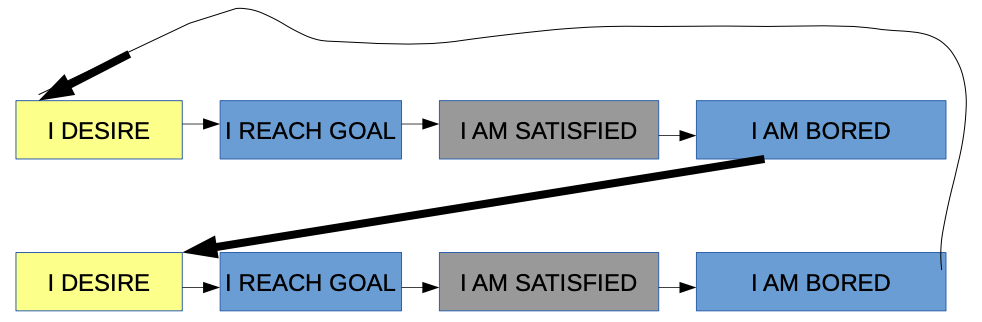 I DESIRE
I REACH GOAL
I AM SATISFIED
I AM BORED
I DESIRE
I REACH GOAL
I AM SATISFIED
I AM BORED